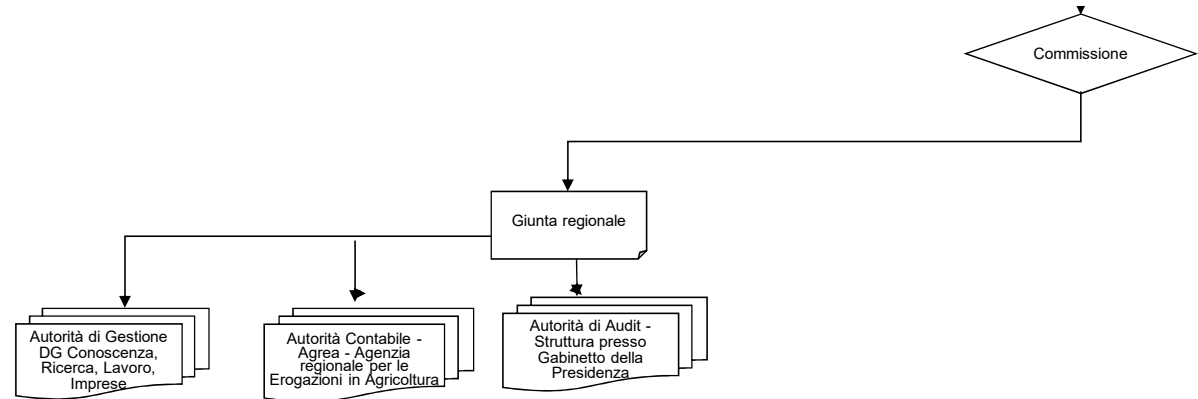 Commissione
Giunta regionale
Autorità di Gestione
DG Conoscenza,
Ricerca, Lavoro,
Imprese
Autorità Contabile -
Agrea - Agenzia
regionale per le
Erogazioni in Agricoltura
Autorità di Audit -
Struttura presso
Gabinetto della
Presidenza